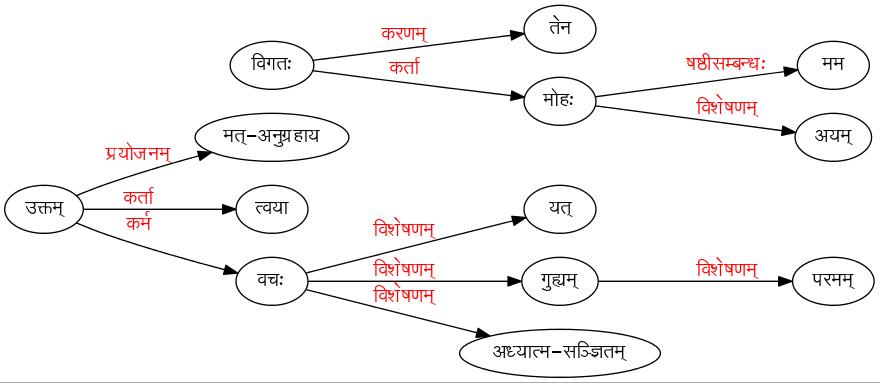 तेन
करणम्
विगतः
कर्ता
षष्ठीसम्बन्धः
मम
मोहः
विशेषणम्
अयम्
मत्-अनुग्रहाय
प्रयोजनम्
उक्तम्
कर्ता
त्वया
यत्
कर्म
विशेषणम्
वचः
विशेषणम्
गुह्यम्
विशेषणम्
परमम्
विशेषणम्
अध्यात्म-सञ्ज्ञितम्